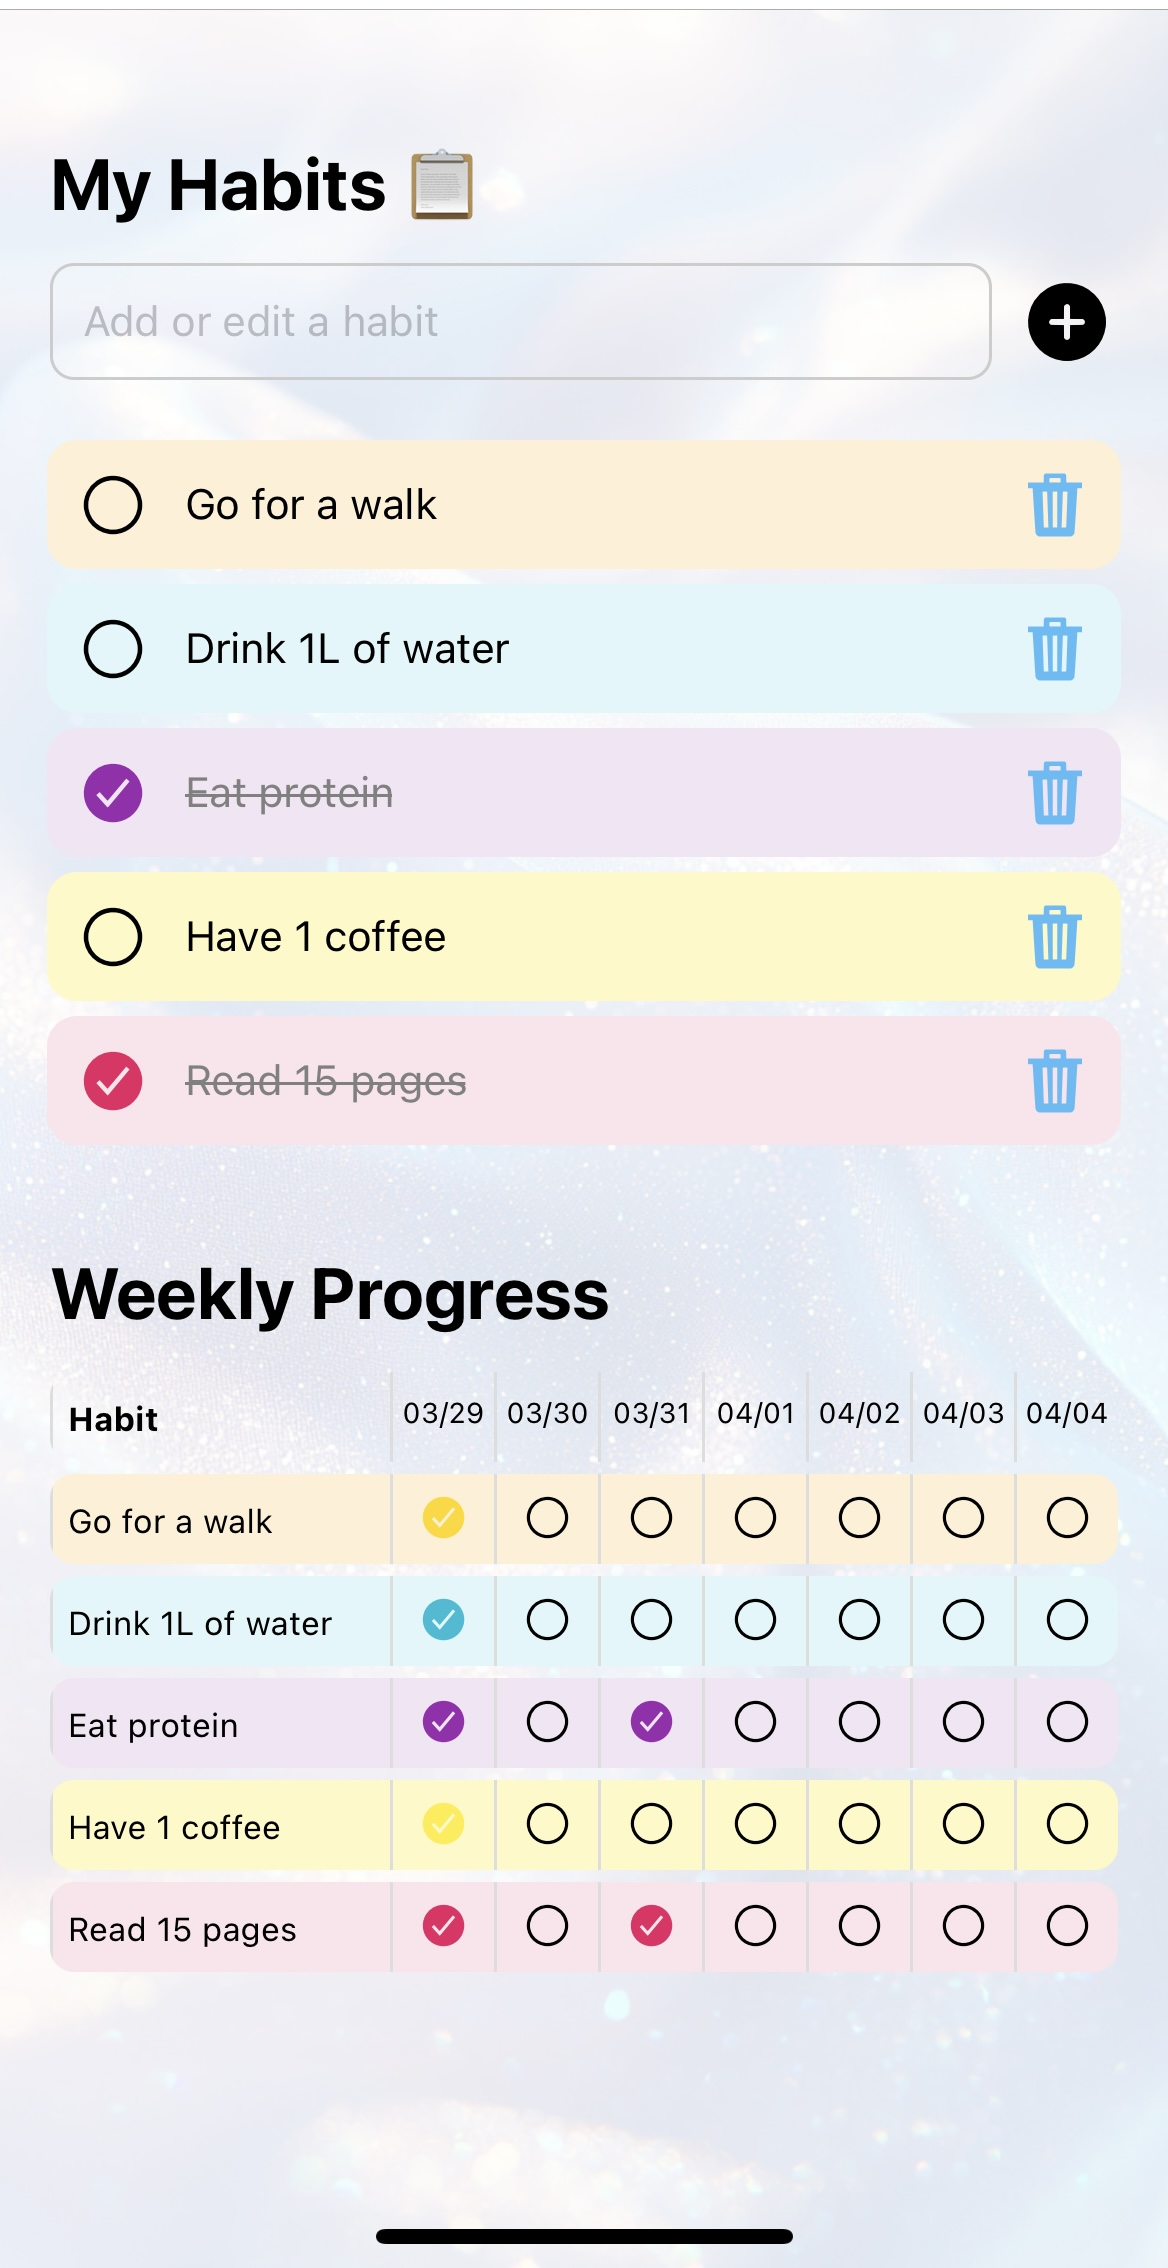 My Habits 📋
Add or edit a habit
Go for a walk
Drink 1L of water
Eat protein
Have 1 coffee
Read 15 pages
Weekly Progress
Habit 03/29 03/30 03/31 04/01 04/02 04/03 04/04
Go for a walk
Drink 1L of water
Eat protein
Have 1 coffee
Read 15 pages